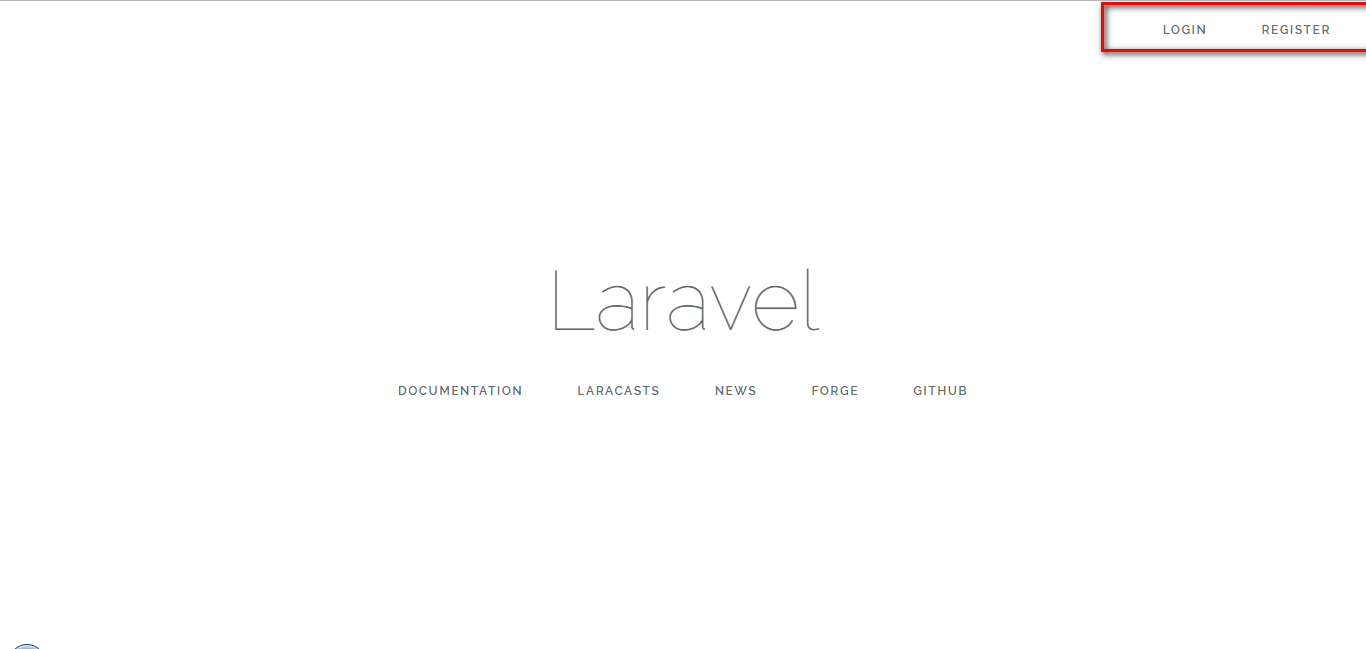 LOGIN REGISTER
Laravel
DOCUMENTATION LARACASTS NEWS FORGE GITHUB